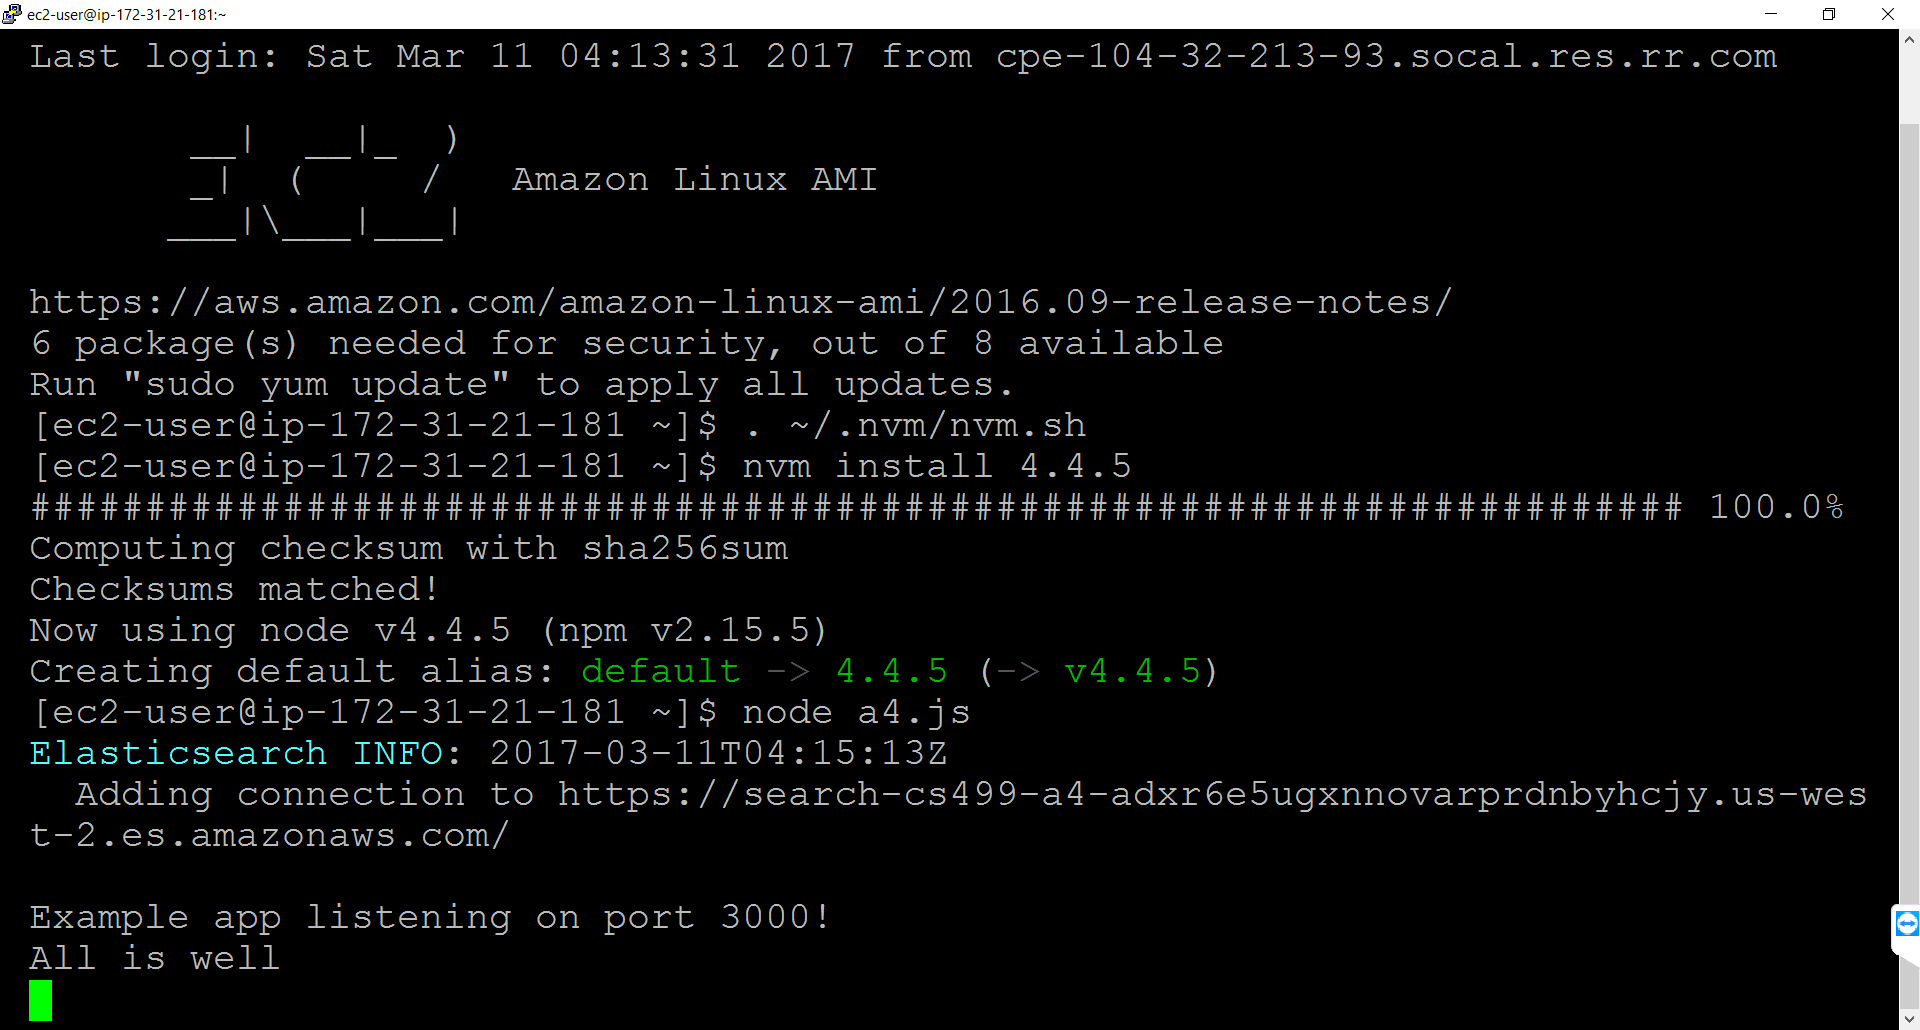 ec2-user@ip-172-31-21-181:~
Last login: Sat Mar 11 04:13:31 2017 from cpe-104-32-213-93.socal.res.rr.com
       __|  __|_  )
       _|  (     /   Amazon Linux AMI
      ___|\___|___|
https://aws.amazon.com/amazon-linux-ami/2016.09-release-notes/
6 package(s) needed for security, out of 8 available
Run "sudo yum update" to apply all updates.
[ec2-user@ip-172-31-21-181 ~]$ . ~/.nvm/nvm.sh
[ec2-user@ip-172-31-21-181 ~]$ nvm install 4.4.5
######################################################################## 100.0%
Computing checksum with sha256sum
Checksums matched!
Now using node v4.4.5 (npm v2.15.5)
Creating default alias: default -> 4.4.5 (-> v4.4.5)
[ec2-user@ip-172-31-21-181 ~]$ node a4.js
Elasticsearch INFO: 2017-03-11T04:15:13Z
  Adding connection to https://search-cs499-a4-adxr6e5ugxnnovarprdnbyhcjy.us-wes
t-2.es.amazonaws.com/
Example app listening on port 3000!
All is well